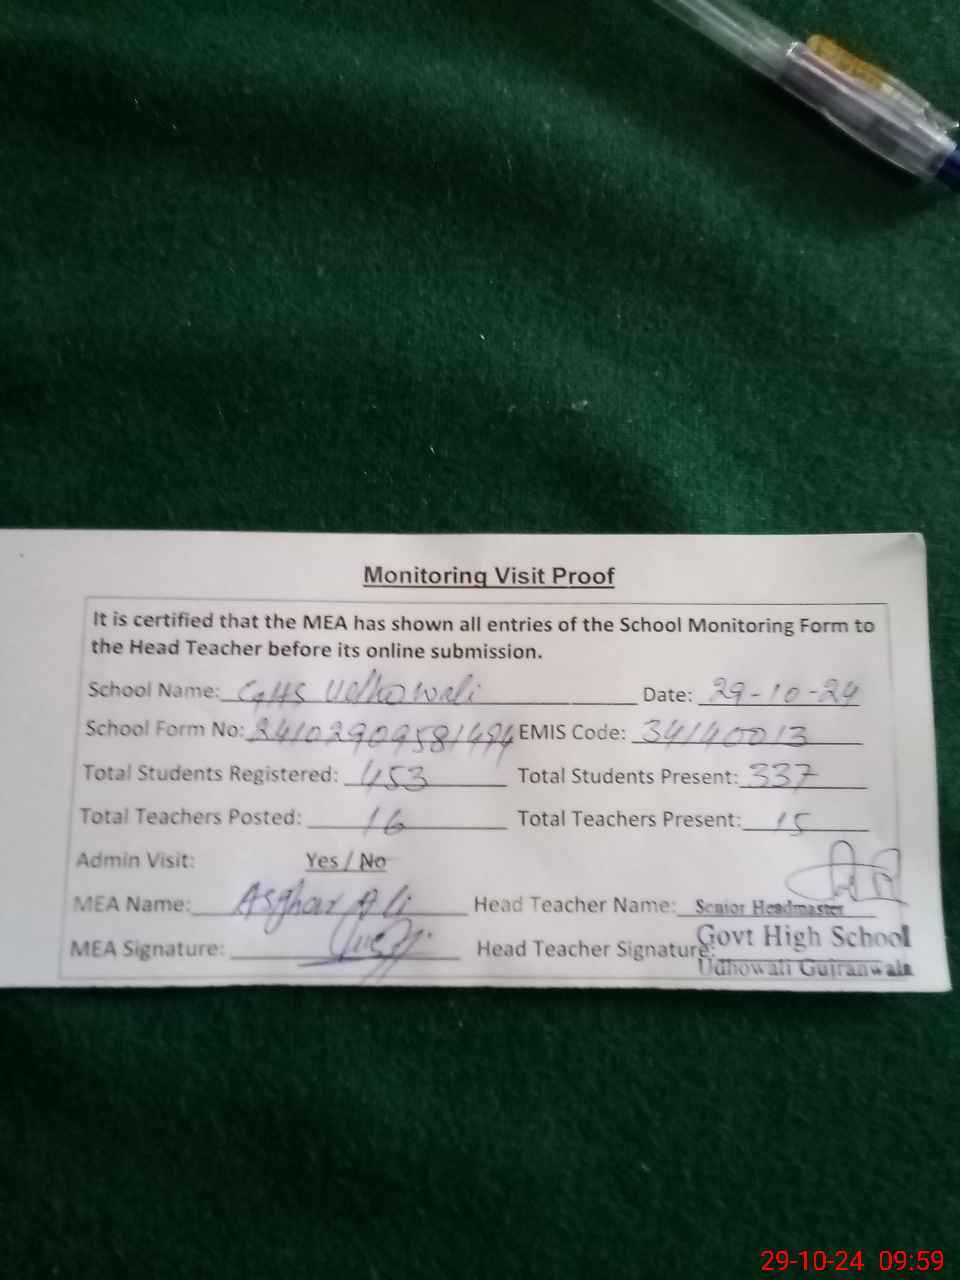 Monitoring Visit Proof
It is certified that the MEA has shown all entries of the School Monitoring Form to
the Head Teacher before its online submission.
School Name: GHS Udhowali Date: 29-10-24
School Form No: 24102909581494 EMIS Code: 34140013
Total Students Registered: 453 Total Students Present: 337
Total Teachers Posted: 16 Total Teachers Present: 15
Admin Visit: Yes / No
MEA Name: Asghar Ali Head Teacher Name: Senior Headmaster
MEA Signature: Head Teacher Signature: Govt High School
Udhowali Gujranwala
29-10-24 09:59